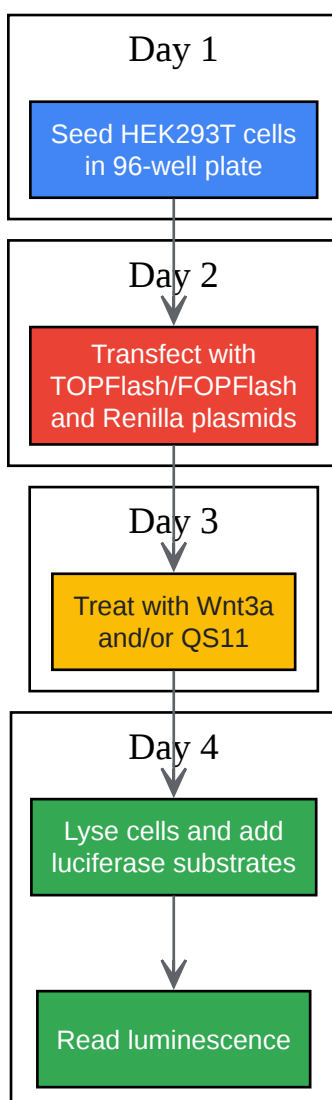 Day 1
Seed HEK293T cells
in 96-well plate
Day 2
Transfect with
TOPFlash/FOPFlash
and Renilla plasmids
Day 3
Treat with Wnt3a
and/or QS11
Day 4
Lyse cells and add
luciferase substrates
Read luminescence